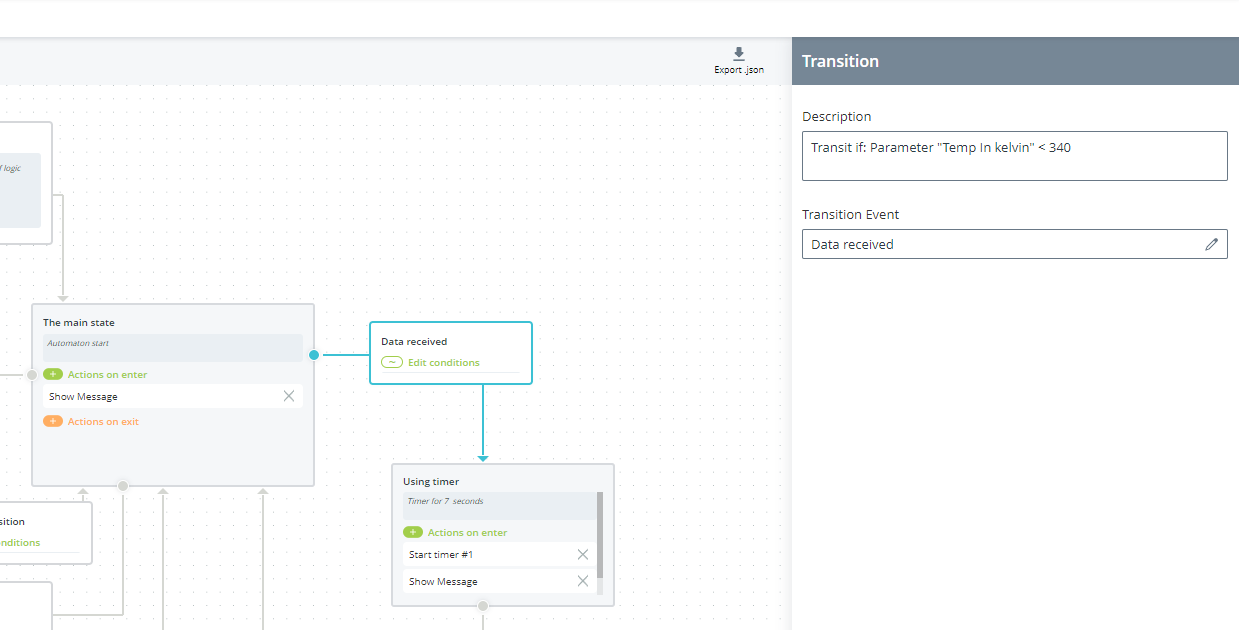 Export .json
Transition
Description
Transit if: Parameter "Temp In kelvin" < 340
Transition Event
Data received
logic
The main state
Automaton start
Actions on enter
Show Message
Actions on exit
Data received
Edit conditions
Using timer
Timer for 7 seconds
Actions on enter
Start timer #1
Show Message
sition
nditions